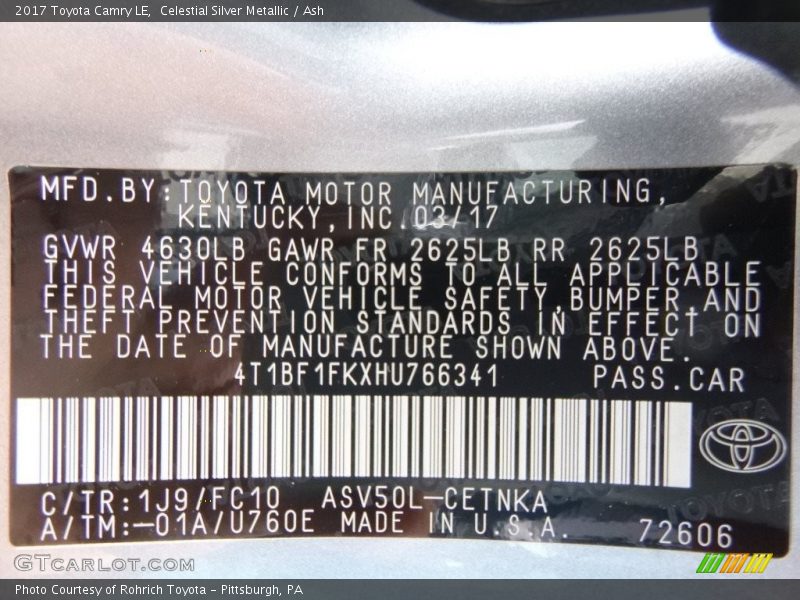 2017 Toyota Camry LE,  Celestial Silver Metallic / Ash
MFD.BY:TOYOTA MOTOR MANUFACTURING,
KENTUCKY,INC.03/17
GVWR 4630LB GAWR FR 2625LB RR 2625LB
THIS VEHICLE CONFORMS TO ALL APPLICABLE
FEDERAL MOTOR VEHICLE SAFETY,BUMPER AND
THEFT PREVENTION STANDARDS IN EFFECT ON
THE DATE OF MANUFACTURE SHOWN ABOVE.
4T1BF1FKXHU766341 PASS.CAR
C/TR:1J9/FC10 ASV50L-CETNKA
A/TM:-01A/U760E MADE IN U.S.A. 72606
GTCARLOT.COM
Photo Courtesy of Rohrich Toyota - Pittsburgh, PA